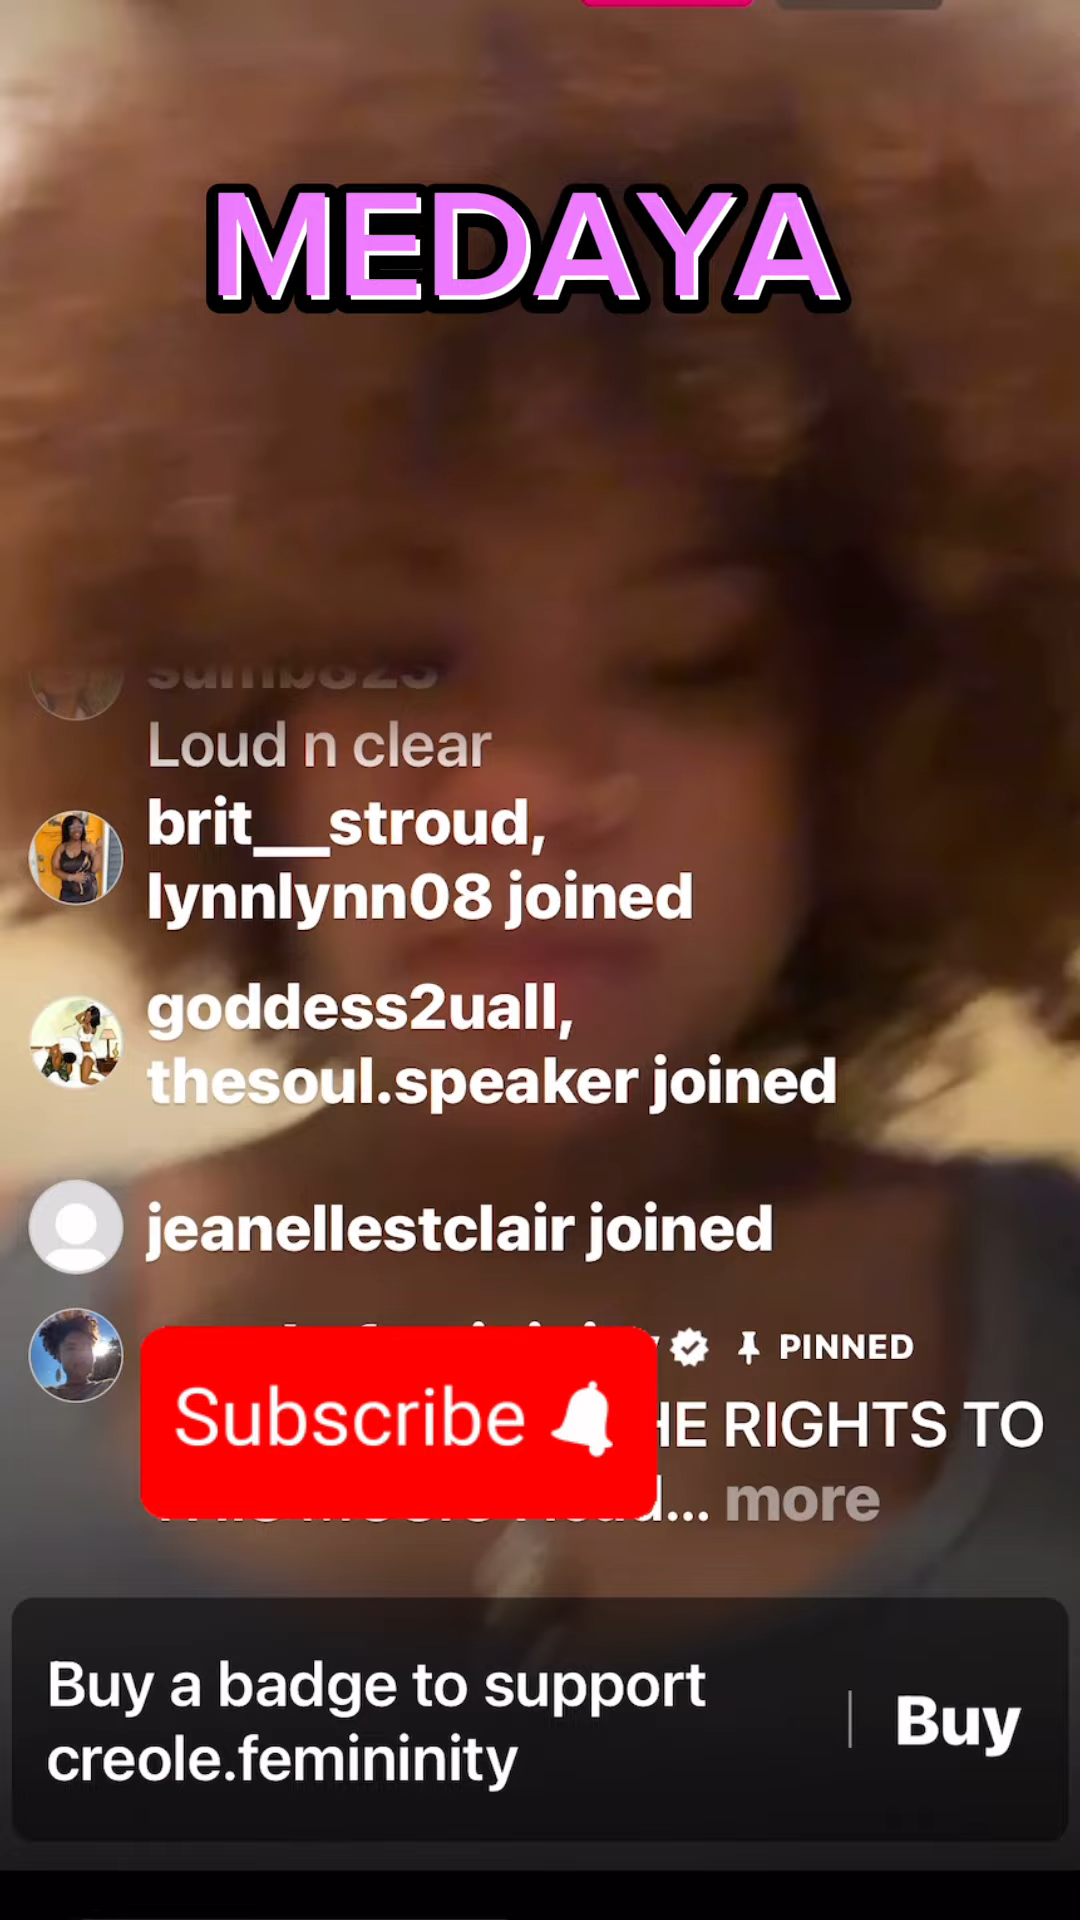 MEDAYA
sumb823
Loud n clear
brit__stroud,
lynnlynn08 joined
goddess2uall,
thesoul.speaker joined
jeanellestclair joined
PINNED
Subscribe
RIGHTS TO
... more
Buy a badge to support
creole.femininity
Buy